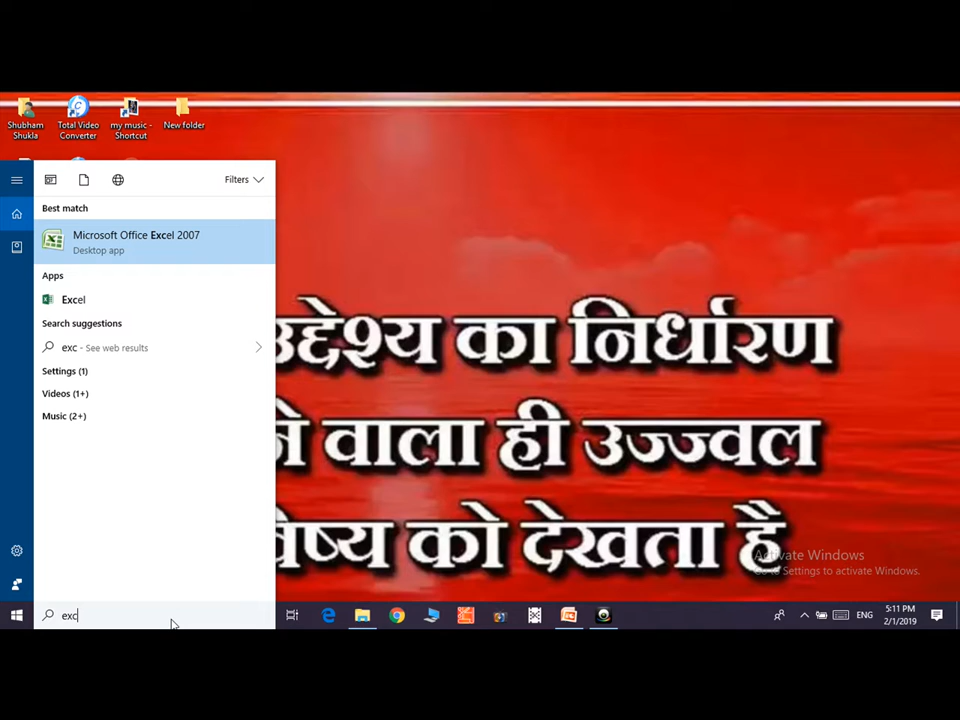 Shubham
Shukla
Total Video
Converter
my music -
Shortcut
New folder
Filters
Best match
Microsoft Office Excel 2007
Desktop app
Apps
Excel
Search suggestions
exc - See web results
Settings (1)
Videos (1+)
Music (2+)
उद्देश्य का निर्धारण
वाला ही उज्ज्वल
को देखता है
Activate Windows
Go to Settings to activate Windows.
exc
ENG
5:11 PM
2/1/2019